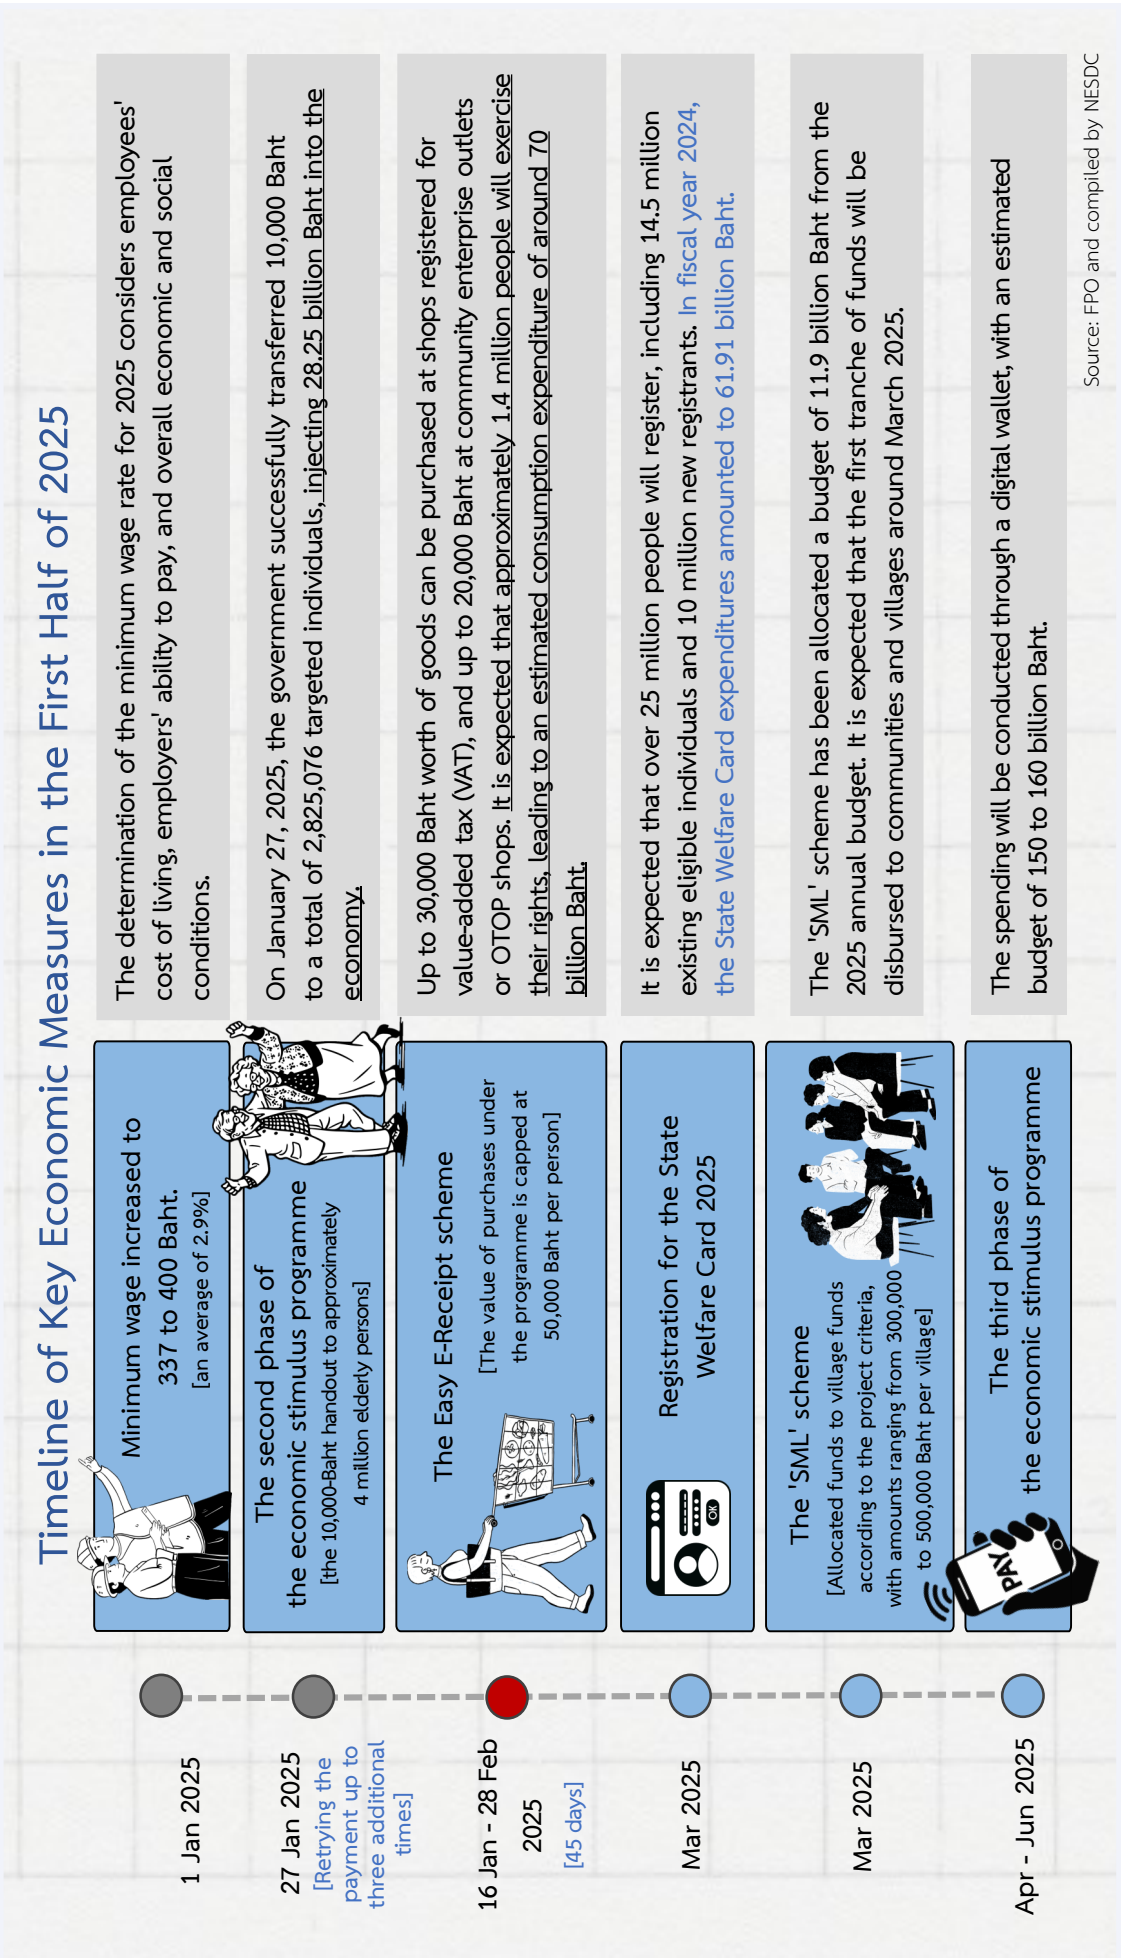 Timeline of Key Economic Measures in the First Half of 2025
1 Jan 2025
Minimum wage increased to
337 to 400 Baht.
[an average of 2.9%]
The determination of the minimum wage rate for 2025 considers employees'
cost of living, employers' ability to pay, and overall economic and social
conditions.
27 Jan 2025
[Retrying the
payment up to
three additional
times]
The second phase of
the economic stimulus programme
[the 10,000-Baht handout to approximately
4 million elderly persons]
On January 27, 2025, the government successfully transferred 10,000 Baht
to a total of 2,825,076 targeted individuals, injecting 28.25 billion Baht into the
economy.
16 Jan - 28 Feb
2025
[45 days]
The Easy E-Receipt scheme
[The value of purchases under
the programme is capped at
50,000 Baht per person]
Up to 30,000 Baht worth of goods can be purchased at shops registered for
value-added tax (VAT), and up to 20,000 Baht at community enterprise outlets
or OTOP shops. It is expected that approximately 1.4 million people will exercise
their rights, leading to an estimated consumption expenditure of around 70
billion Baht.
Mar 2025
OK
Registration for the State
Welfare Card 2025
It is expected that over 25 million people will register, including 14.5 million
existing eligible individuals and 10 million new registrants. In fiscal year 2024,
the State Welfare Card expenditures amounted to 61.91 billion Baht.
Mar 2025
The 'SML' scheme
[Allocated funds to village funds
according to the project criteria,
with amounts ranging from 300,000
to 500,000 Baht per village]
The 'SML' scheme has been allocated a budget of 11.9 billion Baht from the
2025 annual budget. It is expected that the first tranche of funds will be
disbursed to communities and villages around March 2025.
Apr - Jun 2025
PAY
The third phase of
the economic stimulus programme
The spending will be conducted through a digital wallet, with an estimated
budget of 150 to 160 billion Baht.
Source: FPO and compiled by NESDC